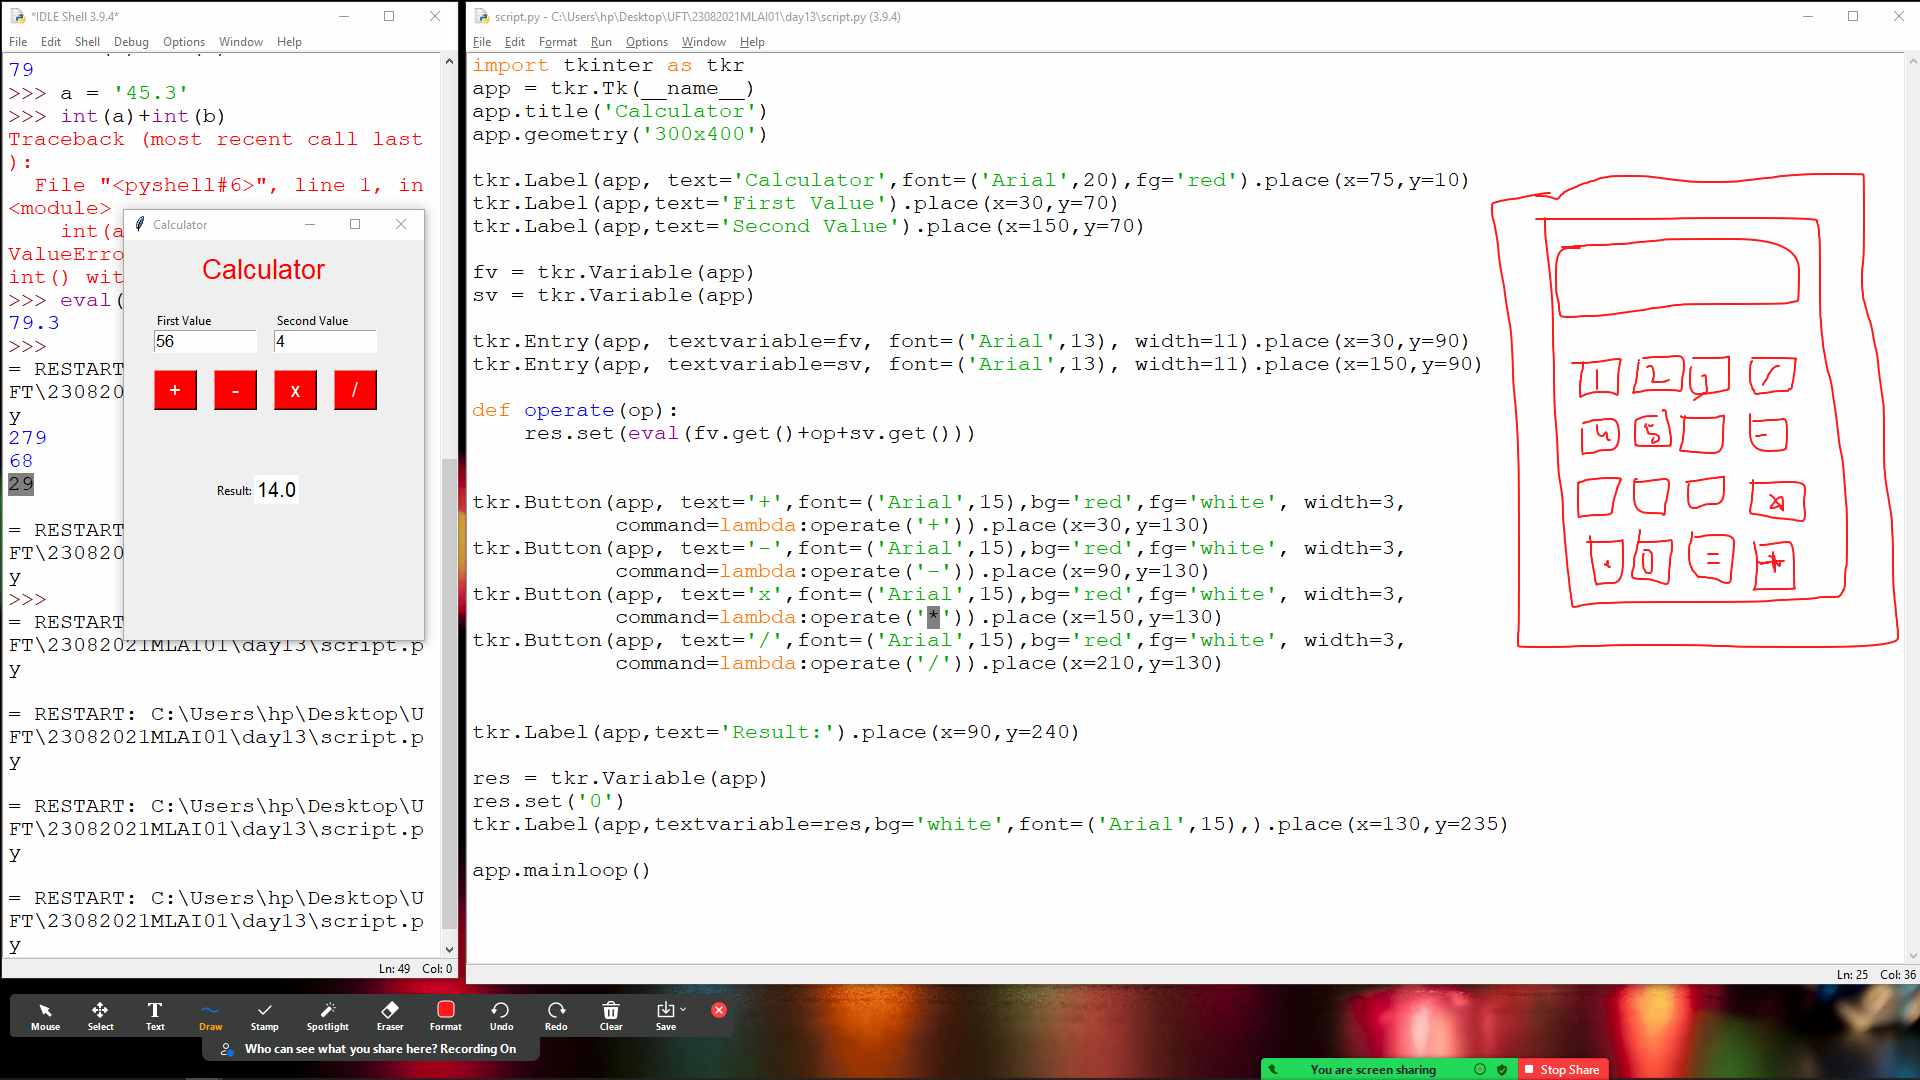 *IDLE Shell 3.9.4*
File Edit Shell Debug Options Window Help
79
>>> a = '45.3'
>>> int(a)+int(b)
Traceback (most recent call last
):
  File "<pyshell#6>", line 1, in
<module>
    int(a
ValueErro
int() wit
>>> eval(
79.3
>>>
= RESTART
FT\230820
y
279
68
29
= RESTART
FT\230820
y
>>>
= RESTART:
FT\23082021MLAI01\day13\script.p
y
= RESTART: C:\Users\hp\Desktop\U
FT\23082021MLAI01\day13\script.p
y
= RESTART: C:\Users\hp\Desktop\U
FT\23082021MLAI01\day13\script.p
y
= RESTART: C:\Users\hp\Desktop\U
FT\23082021MLAI01\day13\script.p
y
Ln: 49 Col: 0
Calculator
Calculator
First Value Second Value
56 4
+ - x /
Result: 14.0
script.py - C:\Users\hp\Desktop\UFT\23082021MLAI01\day13\script.py (3.9.4)
File Edit Format Run Options Window Help
import tkinter as tkr
app = tkr.Tk(__name__)
app.title('Calculator')
app.geometry('300x400')
tkr.Label(app, text='Calculator',font=('Arial',20),fg='red').place(x=75,y=10)
tkr.Label(app,text='First Value').place(x=30,y=70)
tkr.Label(app,text='Second Value').place(x=150,y=70)
fv = tkr.Variable(app)
sv = tkr.Variable(app)
tkr.Entry(app, textvariable=fv, font=('Arial',13), width=11).place(x=30,y=90)
tkr.Entry(app, textvariable=sv, font=('Arial',13), width=11).place(x=150,y=90)
def operate(op):
    res.set(eval(fv.get()+op+sv.get()))
tkr.Button(app, text='+',font=('Arial',15),bg='red',fg='white', width=3,
           command=lambda:operate('+')).place(x=30,y=130)
tkr.Button(app, text='-',font=('Arial',15),bg='red',fg='white', width=3,
           command=lambda:operate('-')).place(x=90,y=130)
tkr.Button(app, text='x',font=('Arial',15),bg='red',fg='white', width=3,
           command=lambda:operate('*')).place(x=150,y=130)
tkr.Button(app, text='/',font=('Arial',15),bg='red',fg='white', width=3,
           command=lambda:operate('/')).place(x=210,y=130)
tkr.Label(app,text='Result:').place(x=90,y=240)
res = tkr.Variable(app)
res.set('0')
tkr.Label(app,textvariable=res,bg='white',font=('Arial',15),).place(x=130,y=235)
app.mainloop()
Ln: 25 Col: 36
1 2 3 /
4 5 -
*
. 0 = +
Mouse Select Text Draw Stamp Spotlight Eraser Format Undo Redo Clear Save
Who can see what you share here? Recording On
You are screen sharing Stop Share